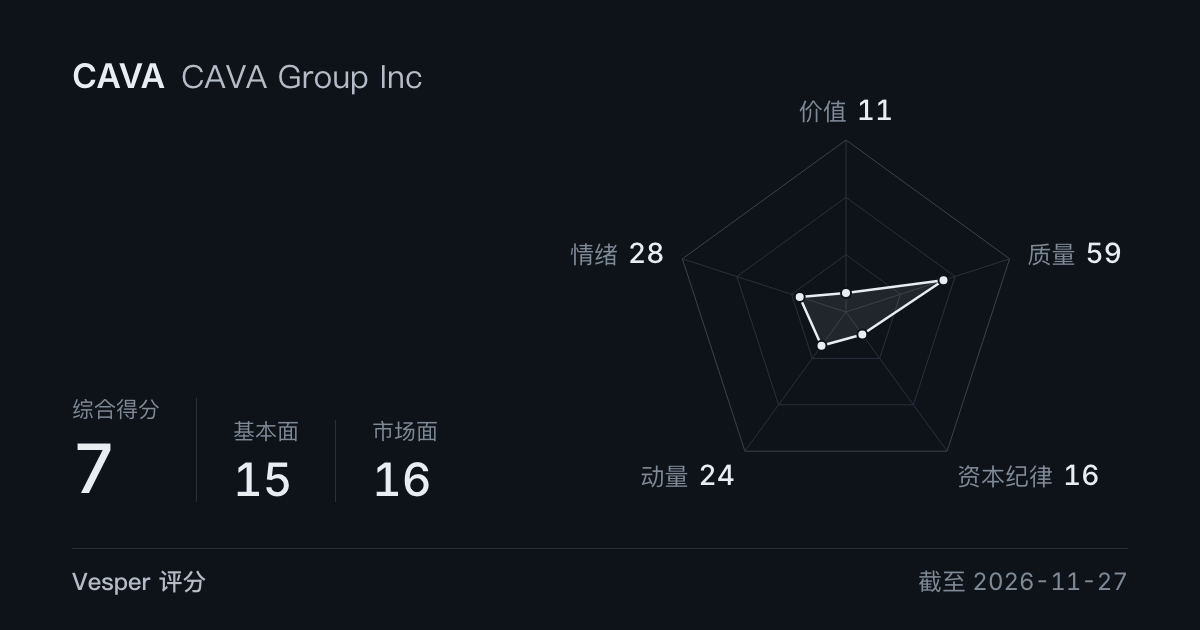 CAVA CAVA Group Inc
价值 11
情绪 28
质量 59
动量 24
资本纪律 16
综合得分
7
基本面
15
市场面
16
Vesper 评分
截至 2026-11-27